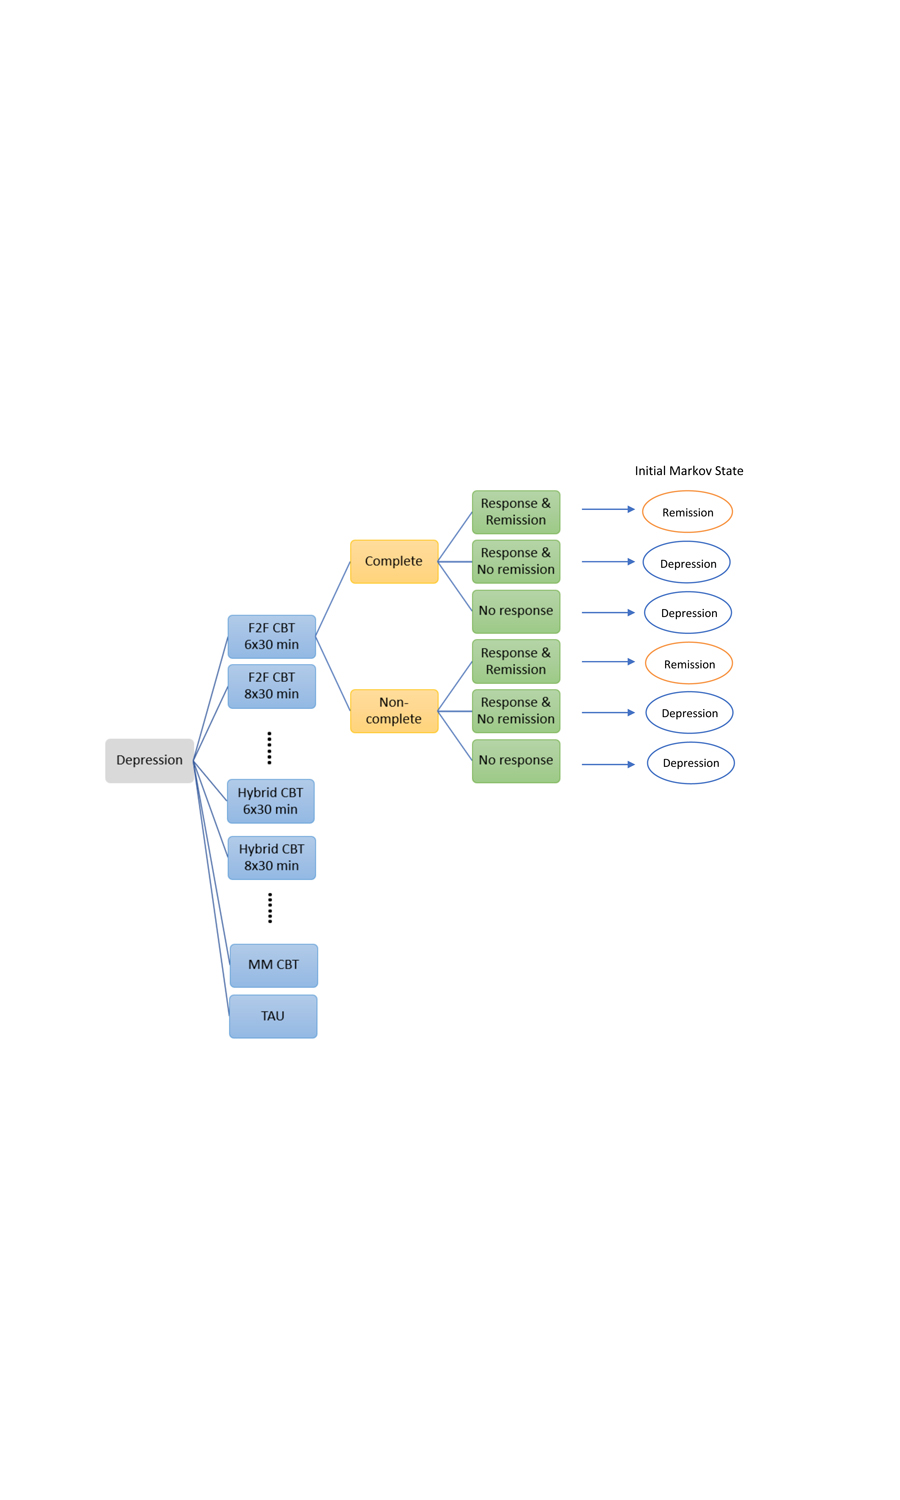 Initial Markov State
Response &
Remission
Remission
Response &
No remission
Depression
Complete
No response
Depression
F2F CBT
6x30 min
Response &
Remission
Remission
F2F CBT
8x30 min
Non-
complete
Response &
No remission
Depression
No response
Depression
Depression
Hybrid CBT
6x30 min
Hybrid CBT
8x30 min
MM CBT
TAU